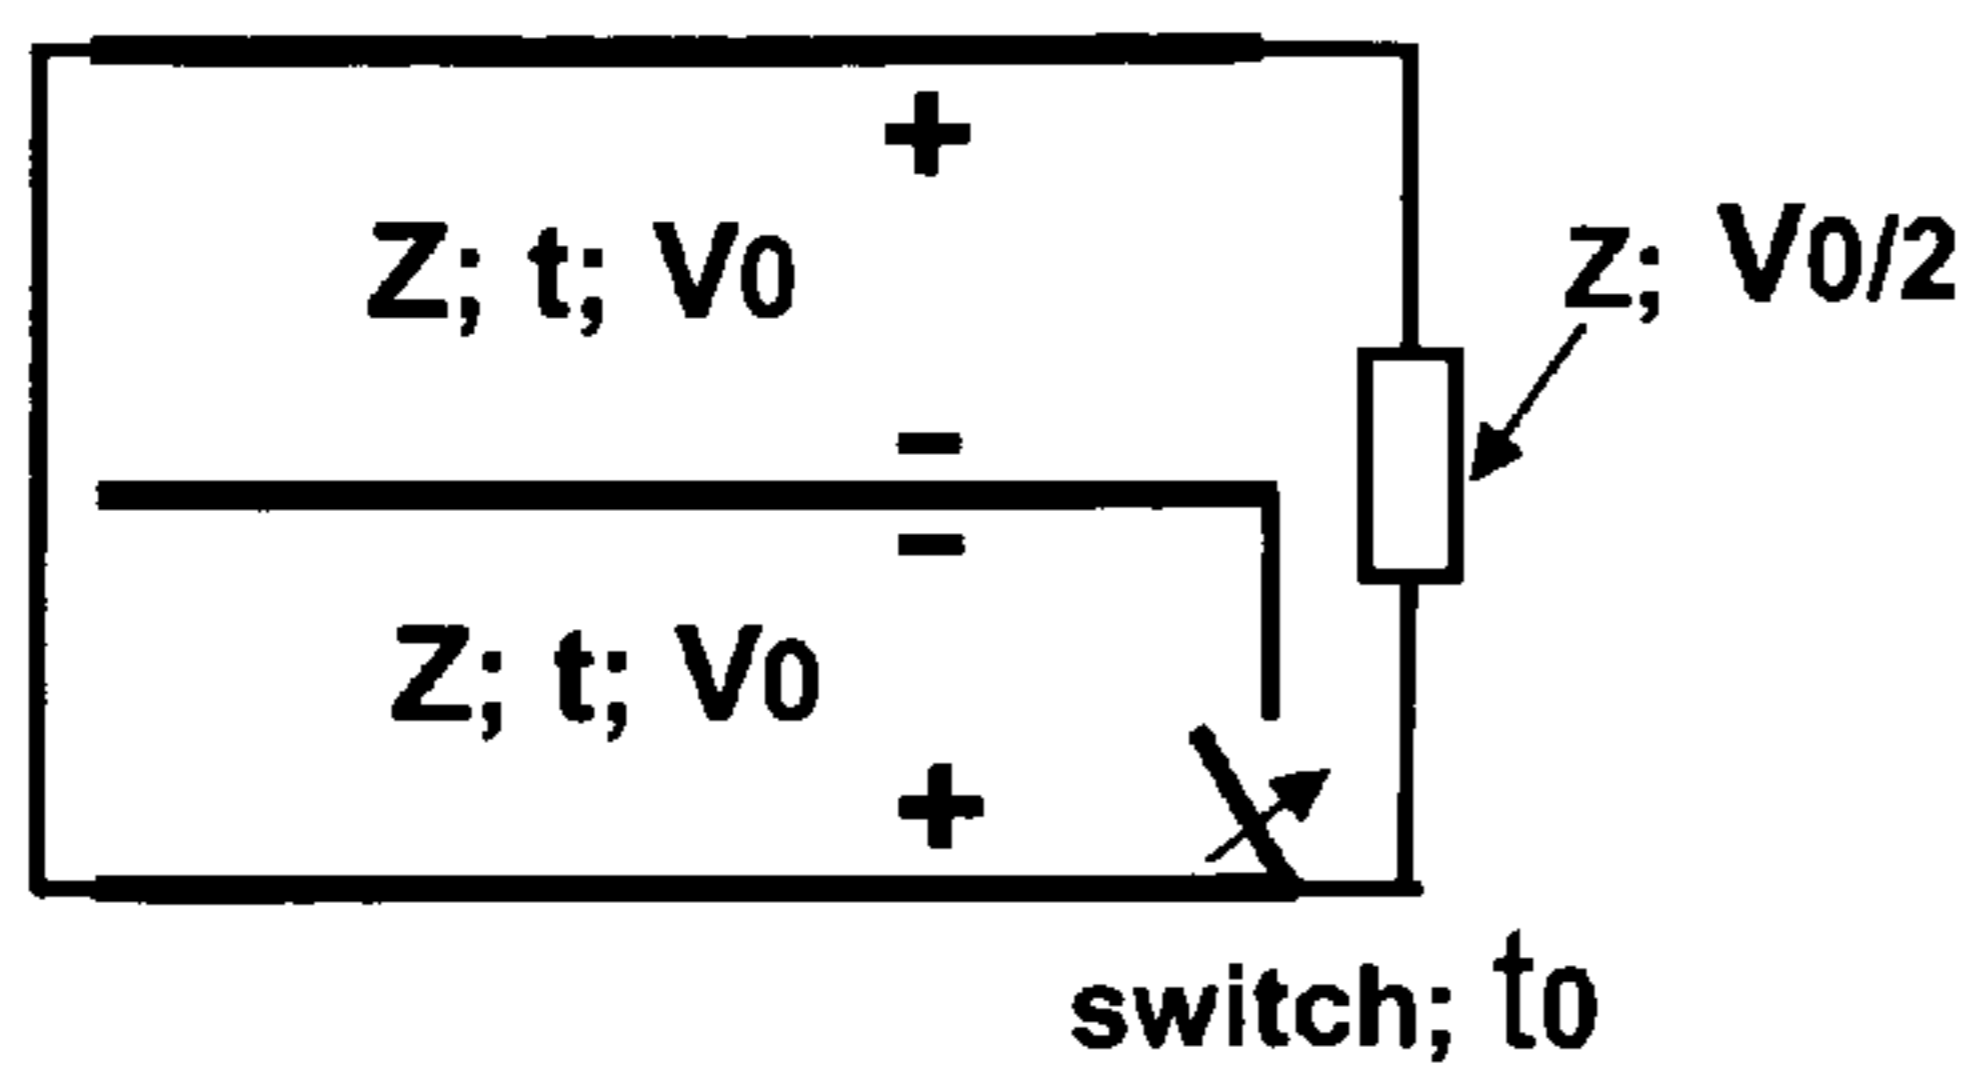 +
Z; t; V0
z; V0/2
-
-
Z; t; V0
+
switch; t0